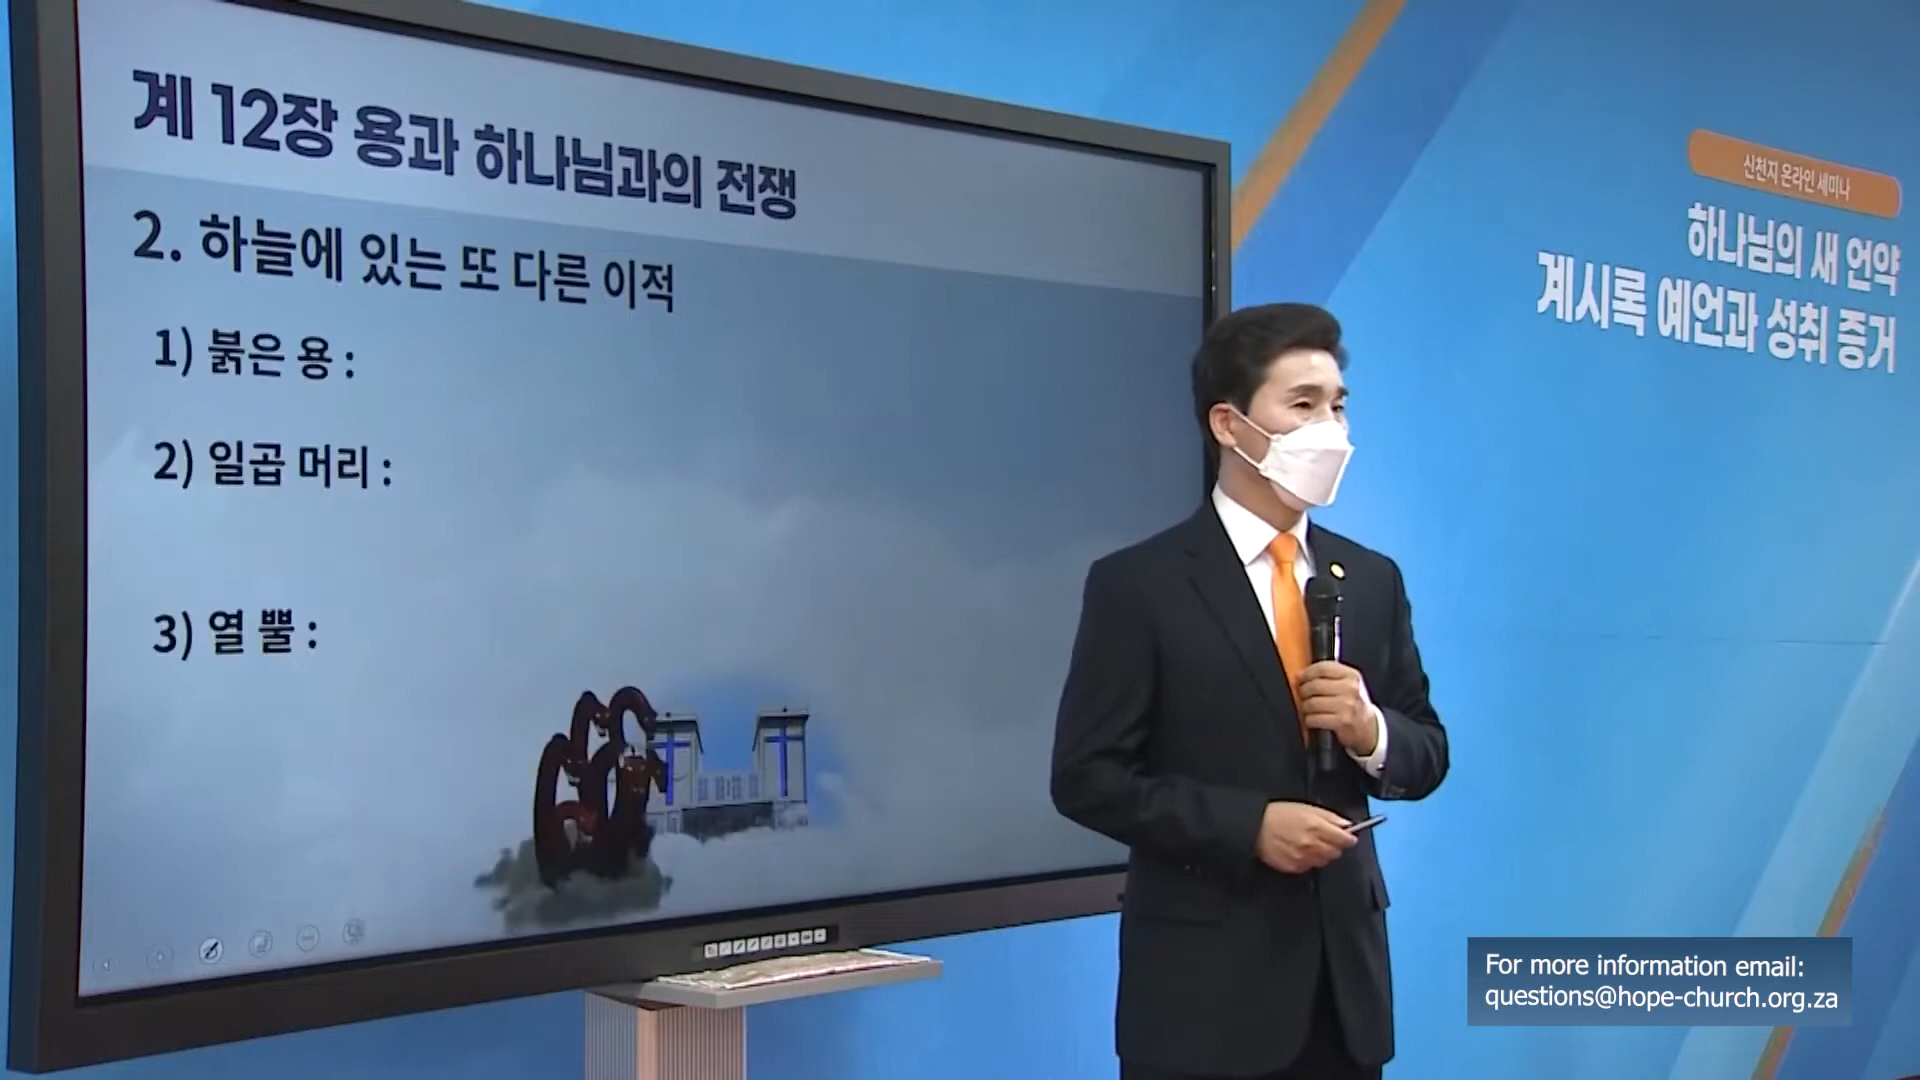 계 12장 용과 하나님과의 전쟁
2. 하늘에 있는 또 다른 이적
1) 붉은 용 :
2) 일곱 머리 :
3) 열 뿔 :
신천지 온라인 세미나
하나님의 새 언약
계시록 예언과 성취 증거
For more information email:
questions@hope-church.org.za